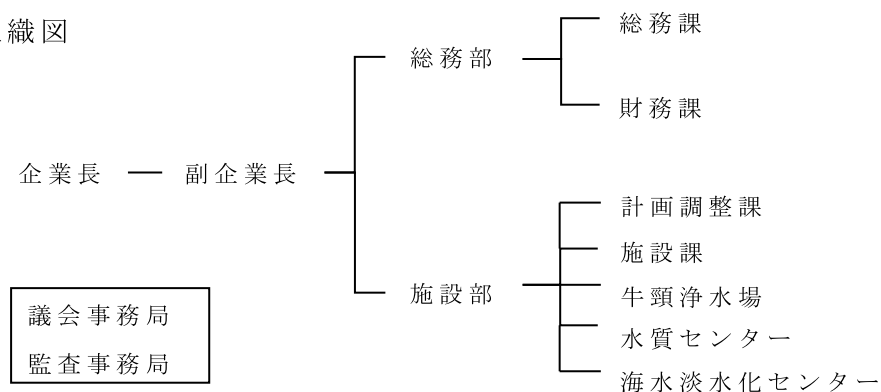 織図
企業長
副企業長
総務部
総務課
財務課
施設部
計画調整課
施設課
牛頸浄水場
水質センター
海水淡水化センター
議会事務局
監査事務局